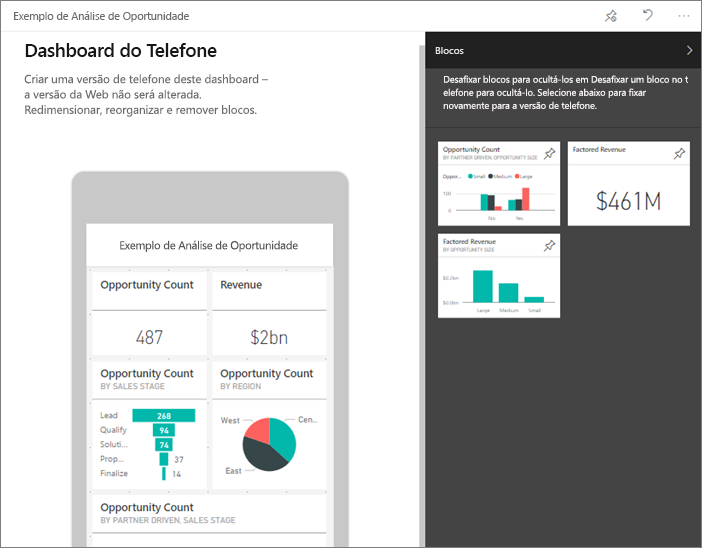 Exemplo de Análise de Oportunidade
Dashboard do Telefone
Criar uma versão de telefone deste dashboard –
a versão da Web não será alterada.
Redimensionar, reorganizar e remover blocos.
Exemplo de Análise de Oportunidade
Opportunity Count
487
Revenue
$2bn
Opportunity Count
BY SALES STAGE
Lead 268
Qualify 94
Soluti... 74
Prop... 37
Finalize 14
Opportunity Count
BY REGION
West
Cen..
East
Opportunity Count
BY PARTNER DRIVEN, SALES STAGE
Blocos
Desafixar blocos para ocultá-los em Desafixar um bloco no t
elefone para ocultá-lo. Selecione abaixo para fixar
novamente para a versão de telefone.
Opportunity Count
BY PARTNER DRIVEN, OPPORTUNITY SIZE
Oppor... Small Medium Large
100
0
No Yes
Factored Revenue
$461M
Factored Revenue
BY OPPORTUNITY SIZE
$0.2bn
$0.0bn
Large Medium Small